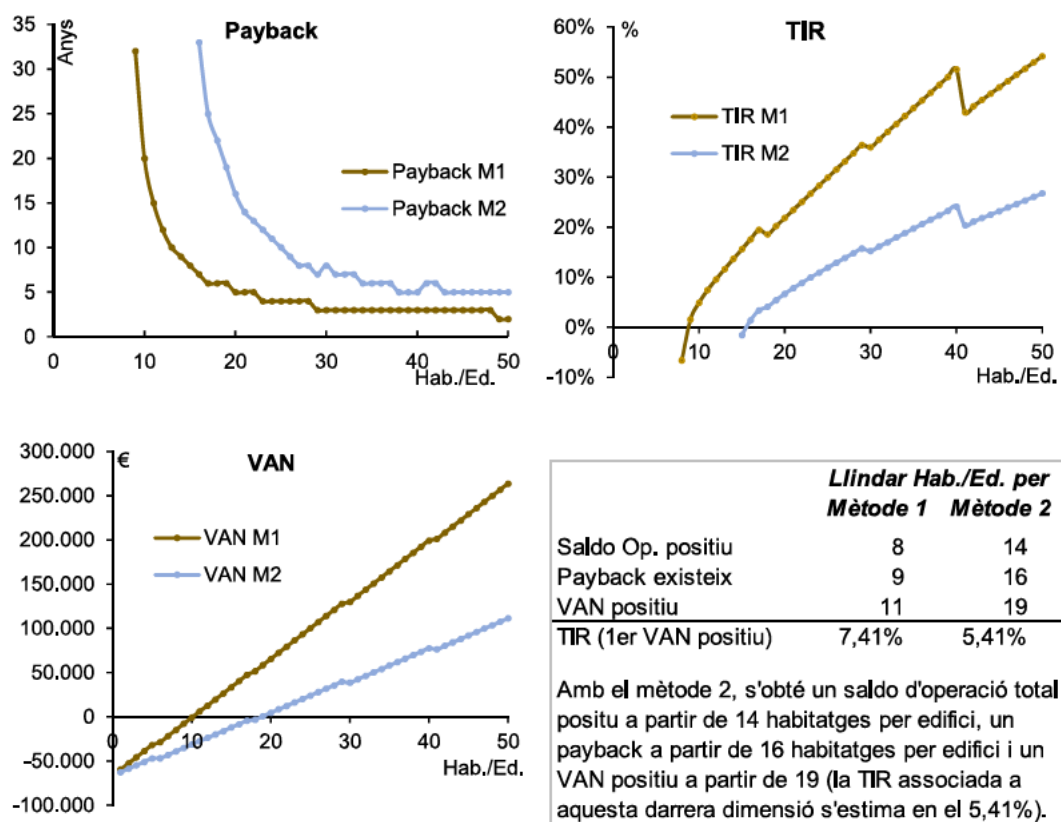 Payback
Anys
35
30
25
20
15
10
5
0
Payback M1
Payback M2
0
10
20
30
40
50
Hab./Ed.
TIR
%
60%
50%
40%
30%
20%
10%
0%
-10%
TIR M1
TIR M2
0
10
20
30
40
50
Hab./Ed.
VAN
€
300.000
250.000
200.000
150.000
100.000
50.000
0
-50.000
-100.000
VAN M1
VAN M2
0
10
20
30
40
50
Hab./Ed.
Llindar Hab./Ed. per
Mètode 1 Mètode 2
Saldo Op. positiu 8 14
Payback existeix 9 16
VAN positiu 11 19
TIR (1er VAN positiu) 7,41% 5,41%
Amb el mètode 2, s'obté un saldo d'operació total
positu a partir de 14 habitatges per edifici, un
payback a partir de 16 habitatges per edifici i un
VAN positiu a partir de 19 (la TIR associada a
aquesta darrera dimensió s'estima en el 5,41%).